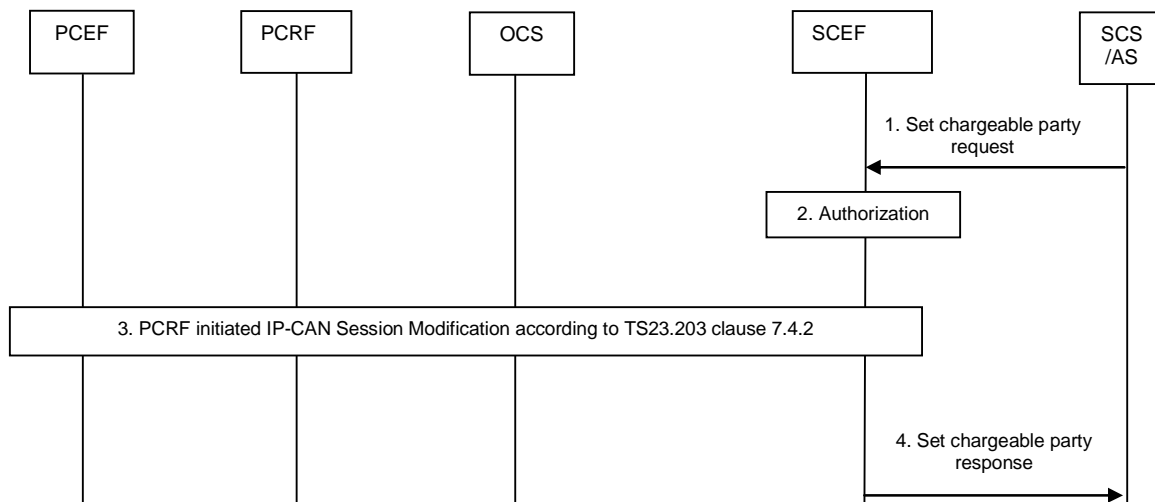 PCEF
PCRF
OCS
SCEF
SCS
/AS
1. Set chargeable party
request
2. Authorization
3. PCRF initiated IP-CAN Session Modification according to TS23.203 clause 7.4.2
4. Set chargeable party
response